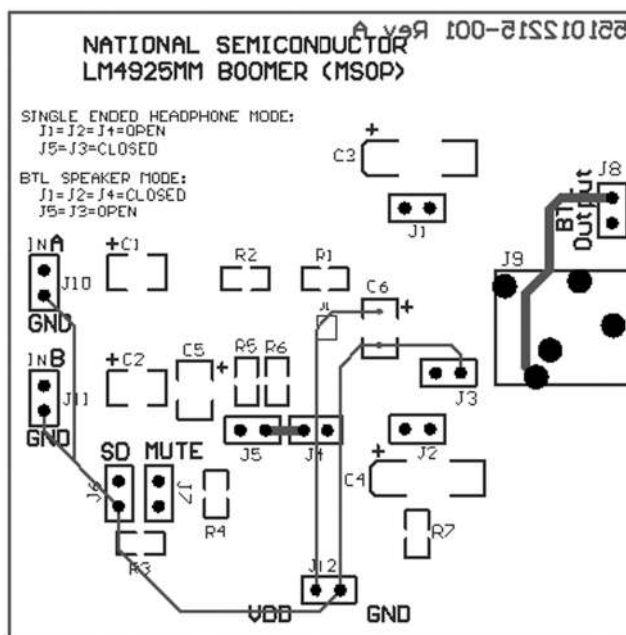 551012215-001 Rev A
NATIONAL SEMICONDUCTOR
LM4925MM BOOMER (MSOP)
SINGLE ENDED HEADPHONE MODE:
J1=J2=J4=OPEN
J5=J3=CLOSED
BTL SPEAKER MODE:
J1=J2=J4=CLOSED
J5=J3=OPEN
C3
J1
J8
BTL Output
J9
IN A
J10
GND
C1
R2
R1
C6
IN B
J11
GND
C2
C5
R5
R6
J3
J5
J4
J2
SD
MUTE
J6
J7
R4
R3
C4
R7
J12
VDD
GND